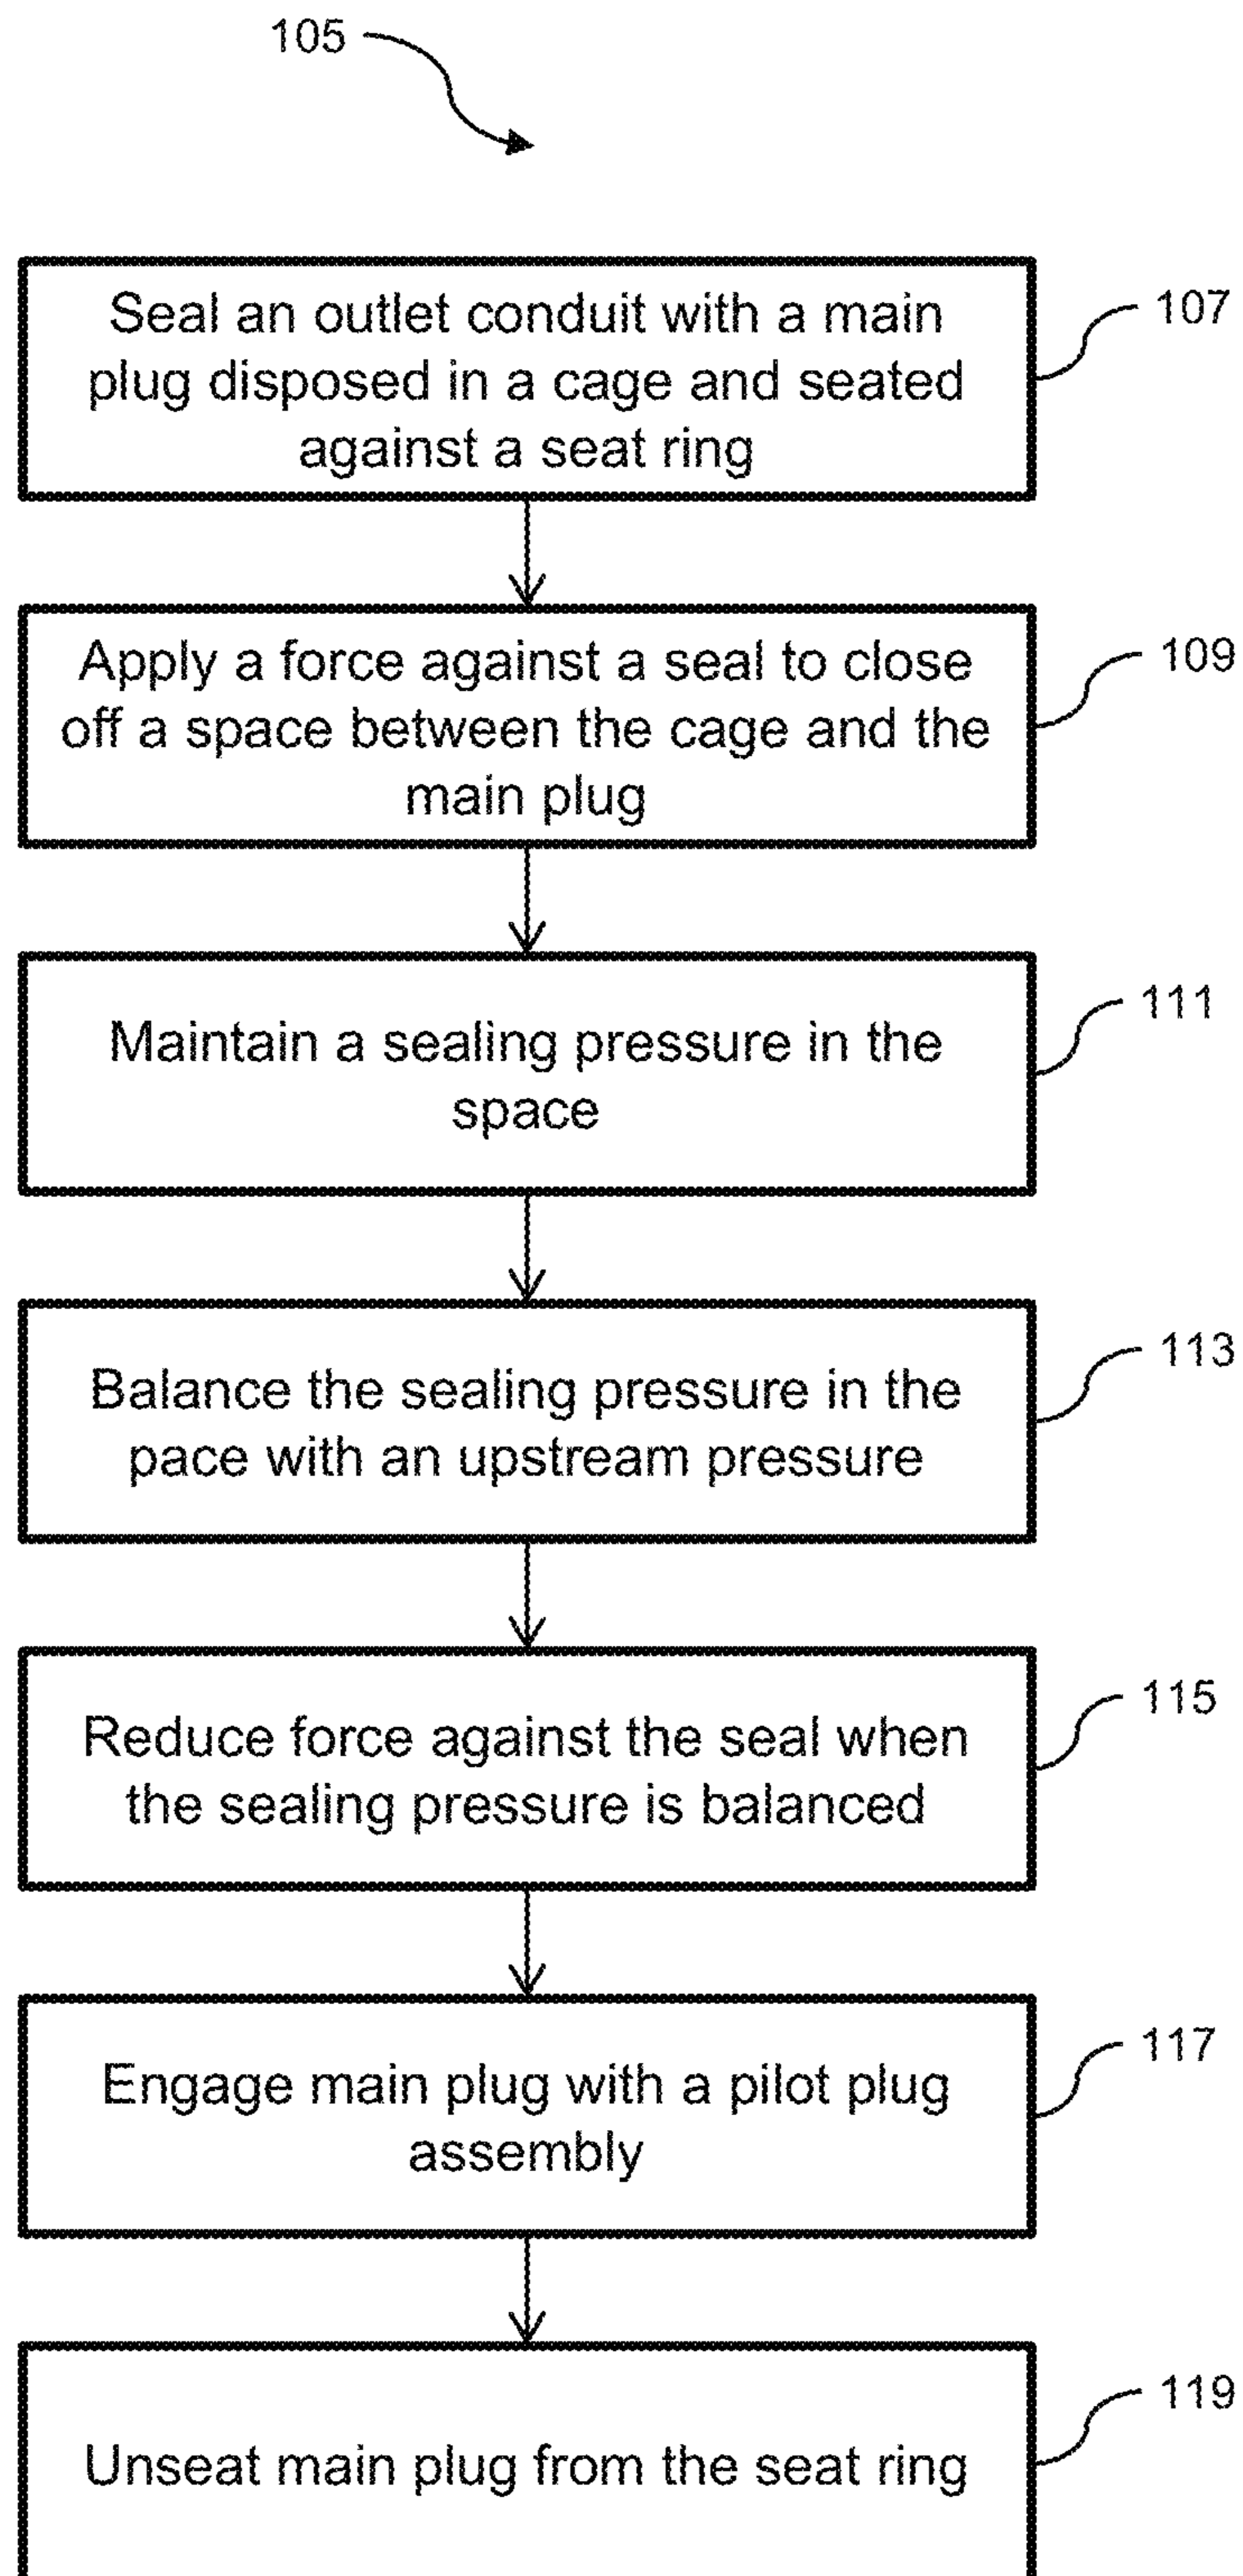 105
Seal an outlet conduit with a main
plug disposed in a cage and seated
against a seat ring
107
Apply a force against a seal to close
off a space between the cage and the
main plug
109
Maintain a sealing pressure in the
space
111
Balance the sealing pressure in the
pace with an upstream pressure
113
Reduce force against the seal when
the sealing pressure is balanced
115
Engage main plug with a pilot plug
assembly
117
Unseat main plug from the seat ring
119